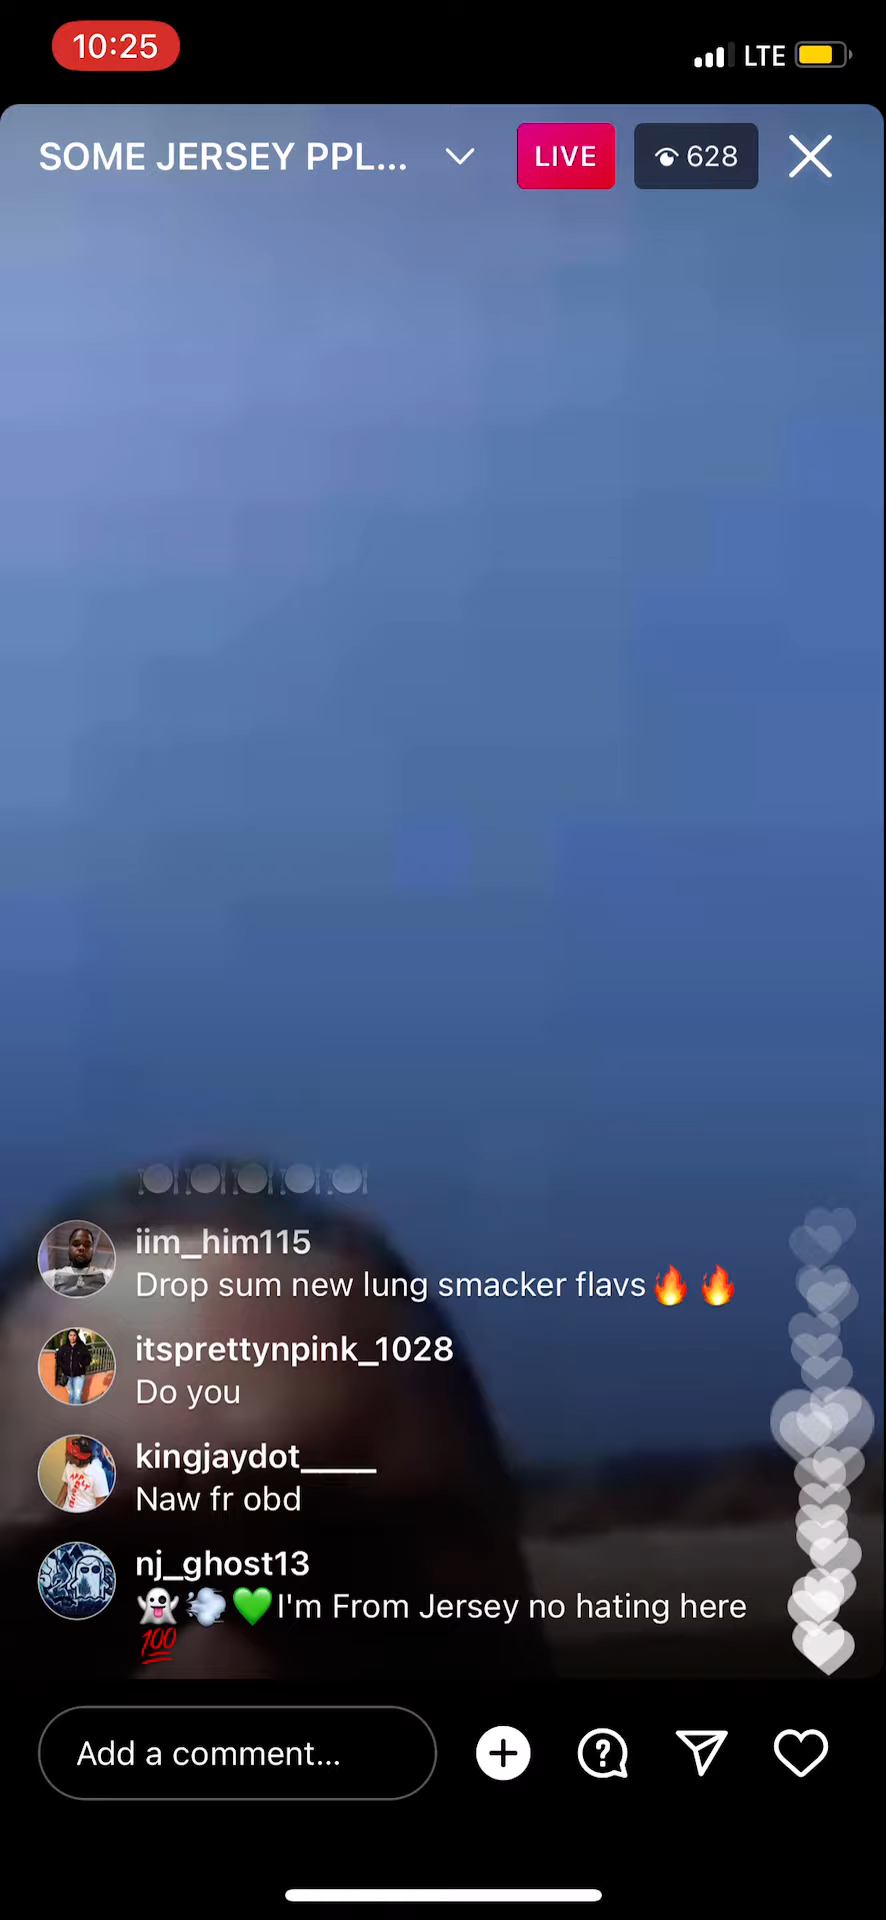 10:25
LTE
SOME JERSEY PPL...
LIVE
628
🍽🍽🍽🍽🍽
iim_him115
Drop sum new lung smacker flavs🔥🔥
itsprettynpink_1028
Do you
kingjaydot_____
Naw fr obd
nj_ghost13
👻💨💚I'm From Jersey no hating here
💯
Add a comment...